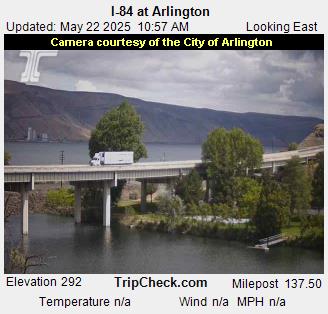 I-84 at Arlington
Updated: May 22 2025 10:57 AM Looking East
Camera courtesy of the City of Arlington
Elevation 292 TripCheck.com Milepost 137.50
Temperature n/a Wind n/a MPH n/a